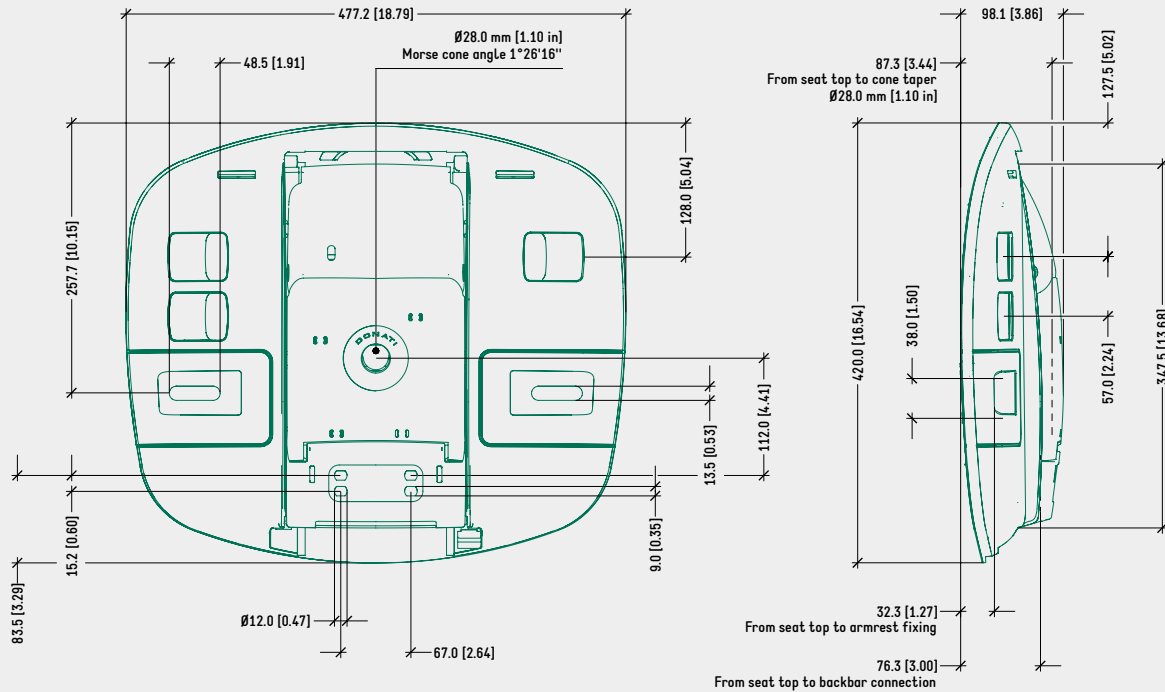 477.2 [18.79]
Ø28.0 mm [1.10 in]
Morse cone angle 1°26'16"
48.5 [1.91]
257.7 [10.15]
128.0 [5.04]
DONATI
112.0 [4.41]
13.5 [0.53]
9.0 [0.35]
15.2 [0.60]
83.5 [3.29]
Ø12.0 [0.47]
67.0 [2.64]
98.1 [3.86]
87.3 [3.44]
From seat top to cone taper
Ø28.0 mm [1.10 in]
127.5 [5.02]
420.0 [16.54]
38.0 [1.50]
57.0 [2.24]
347.5 [13.68]
32.3 [1.27]
From seat top to armrest fixing
76.3 [3.00]
From seat top to backbar connection